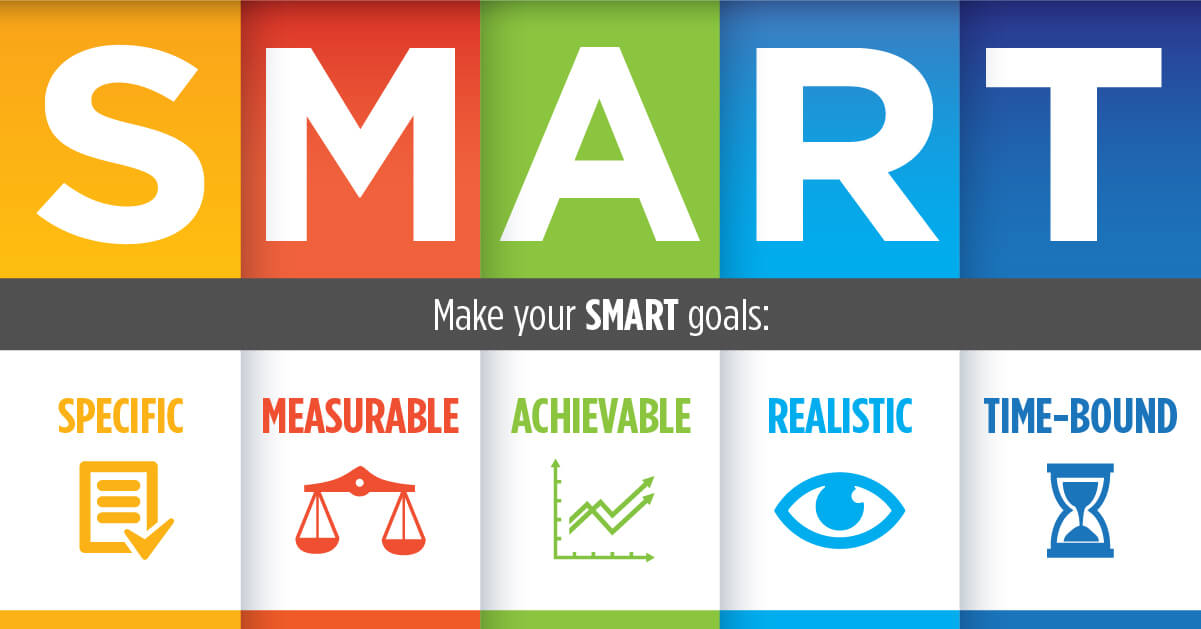 SMART
Make your SMART goals:
SPECIFIC MEASURABLE ACHIEVABLE REALISTIC TIME-BOUND